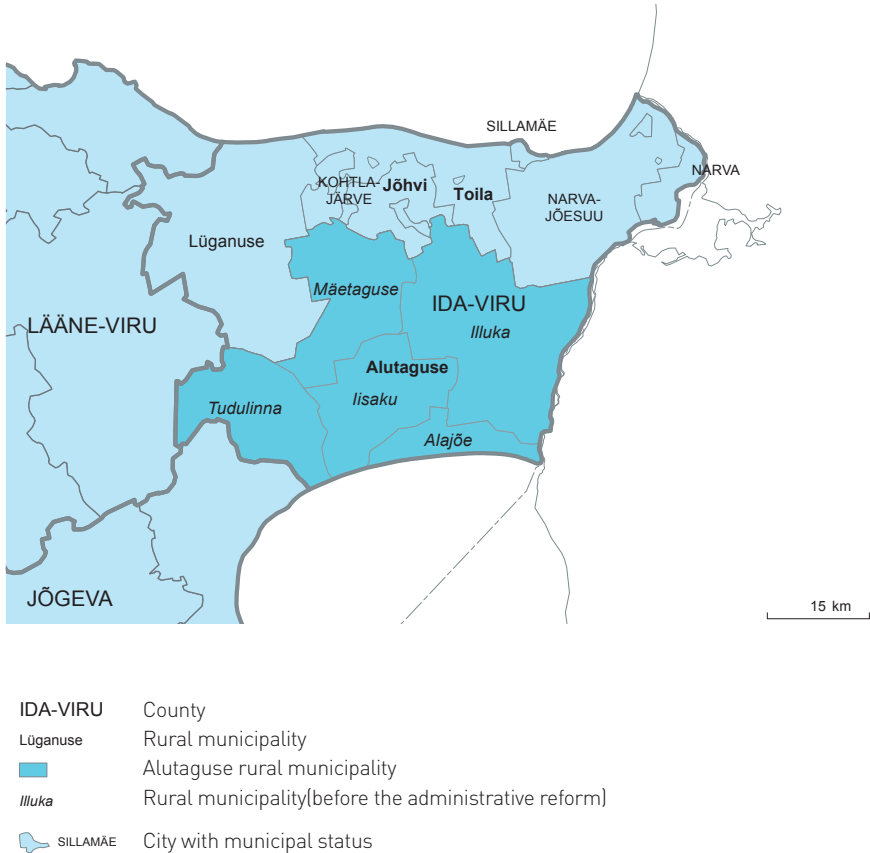 SILLAMÄE
NARVA
KOHTLA-
JÄRVE
Jõhvi
Toila
NARVA-
JÕESUU
Lüganuse
Mäetaguse
IDA-VIRU
Illuka
LÄÄNE-VIRU
Alutaguse
Iisaku
Tudulinna
Alajõe
JÕGEVA
15 km
IDA-VIRU County
Lüganuse Rural municipality
Alutaguse rural municipality
Illuka Rural municipality(before the administrative reform)
SILLAMÄE City with municipal status